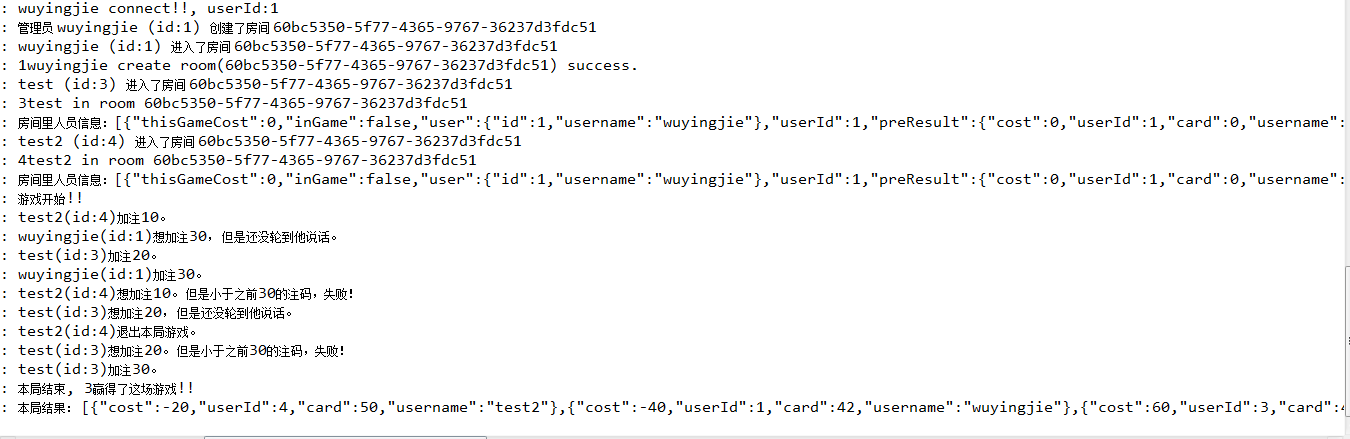 : wuyingjie connect!!, userId:1
: 管理员 wuyingjie (id:1) 创建了房间 60bc5350-5f77-4365-9767-36237d3fdc51
: wuyingjie (id:1) 进入了房间 60bc5350-5f77-4365-9767-36237d3fdc51
: 1wuyingjie create room(60bc5350-5f77-4365-9767-36237d3fdc51) success.
: test (id:3) 进入了房间 60bc5350-5f77-4365-9767-36237d3fdc51
: 3test in room 60bc5350-5f77-4365-9767-36237d3fdc51
: 房间里人员信息：[{"thisGameCost":0,"inGame":false,"user":{"id":1,"username":"wuyingjie"},"userId":1,"preResult":{"cost":0,"userId":1,"card":0,"username":
: test2 (id:4) 进入了房间 60bc5350-5f77-4365-9767-36237d3fdc51
: 4test2 in room 60bc5350-5f77-4365-9767-36237d3fdc51
: 房间里人员信息：[{"thisGameCost":0,"inGame":false,"user":{"id":1,"username":"wuyingjie"},"userId":1,"preResult":{"cost":0,"userId":1,"card":0,"username":
: 游戏开始!!
: test2(id:4)加注10。
: wuyingjie(id:1)想加注30，但是还没轮到他说话。
: test(id:3)加注20。
: wuyingjie(id:1)加注30。
: test2(id:4)想加注10。但是小于之前30的注码，失败!
: test(id:3)想加注20，但是还没轮到他说话。
: test2(id:4)退出本局游戏。
: test(id:3)想加注20。但是小于之前30的注码，失败!
: test(id:3)加注30。
: 本局结束, 3赢得了这场游戏!!
: 本局结果：[{"cost":-20,"userId":4,"card":50,"username":"test2"},{"cost":-40,"userId":1,"card":42,"username":"wuyingjie"},{"cost":60,"userId":3,"card":